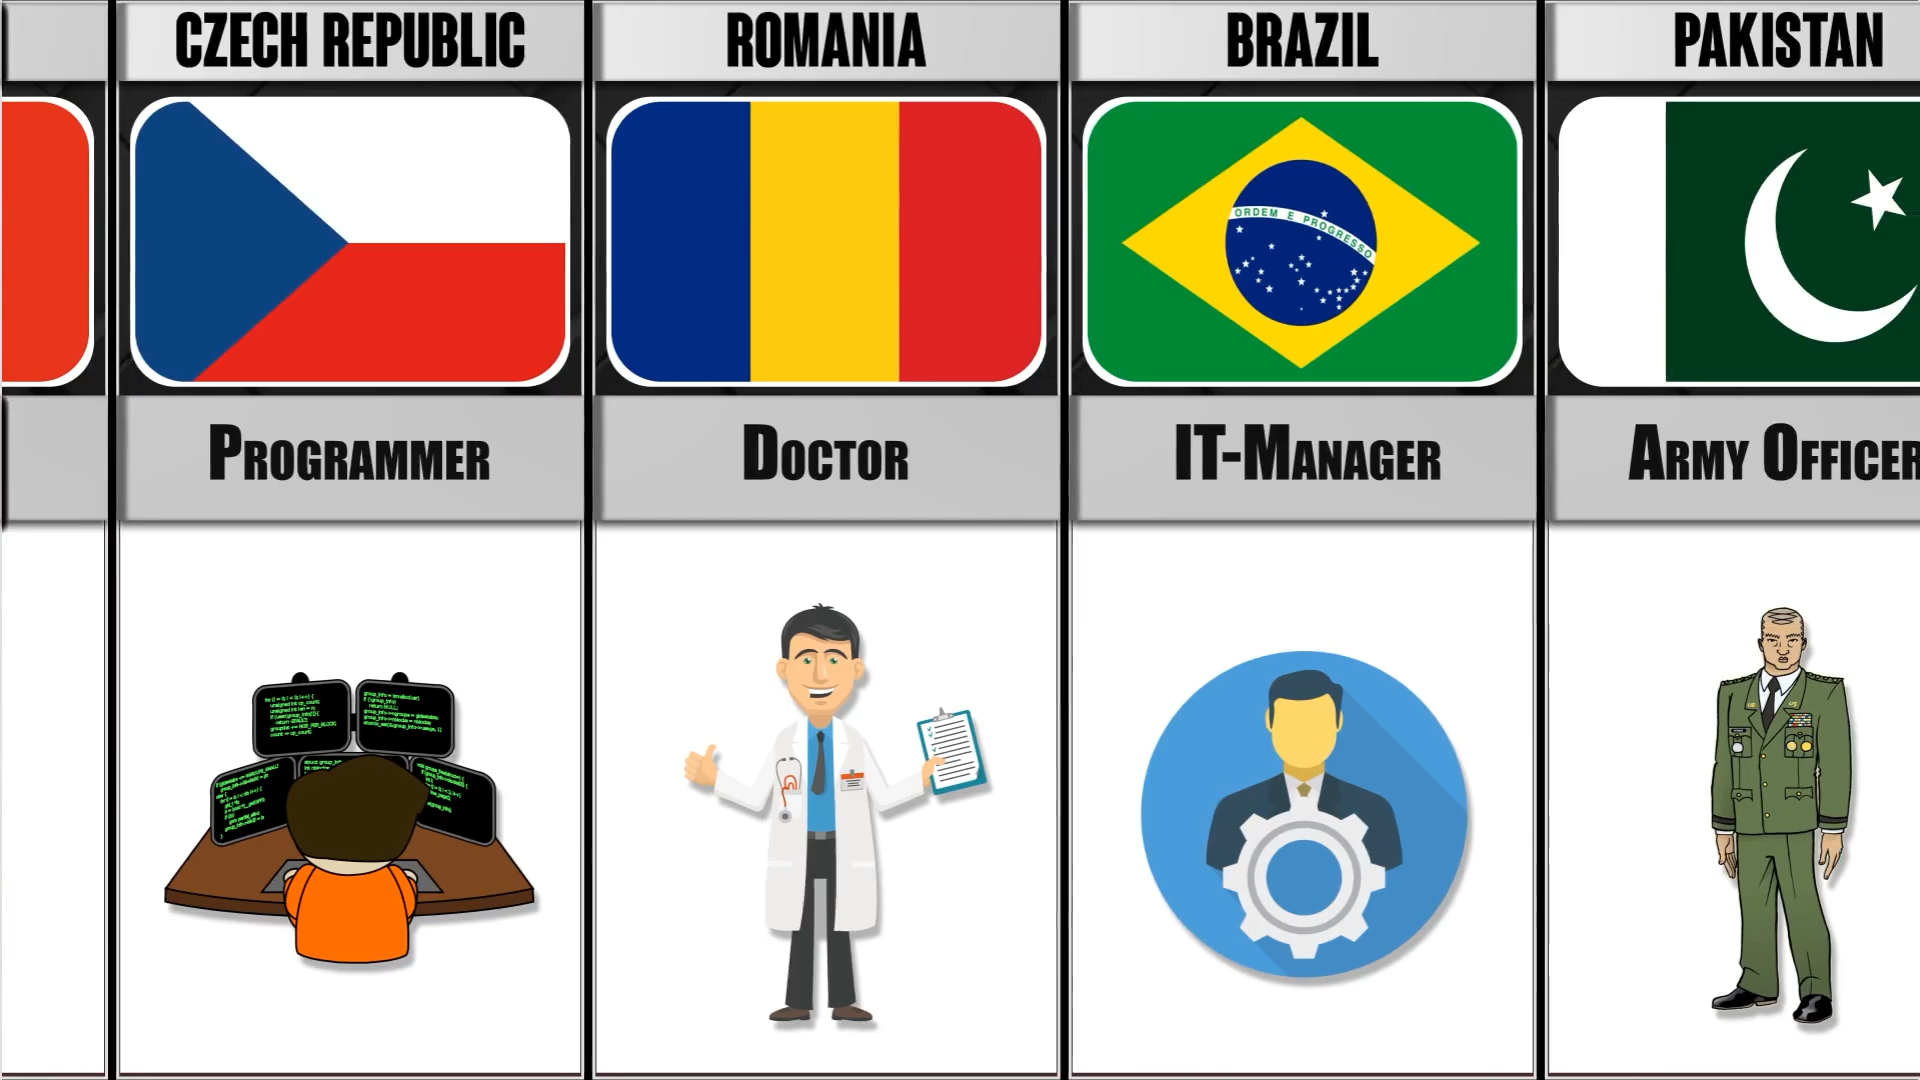 CZECH REPUBLIC
ROMANIA
BRAZIL
PAKISTAN
ORDEM E PROGRESSO
PROGRAMMER
DOCTOR
IT-MANAGER
ARMY OFFICER